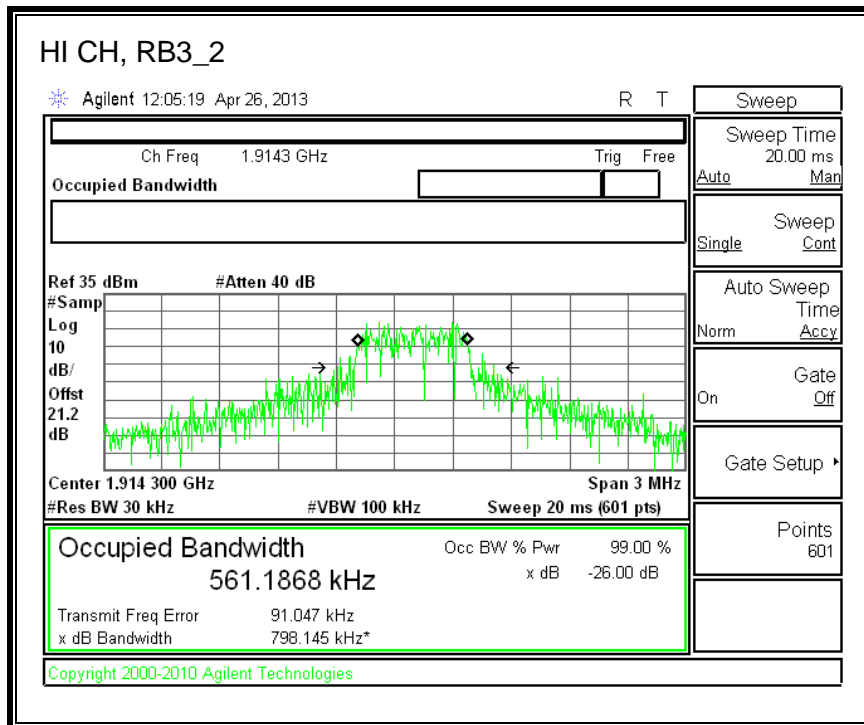 HI CH, RB3_2
Agilent 12:05:19 Apr 26, 2013 R T
Ch Freq 1.9143 GHz Trig Free
Occupied Bandwidth
Ref 35 dBm #Atten 40 dB
#Samp
Log
10
dB/
Offst
21.2
dB
Center 1.914 300 GHz Span 3 MHz
#Res BW 30 kHz #VBW 100 kHz Sweep 20 ms (601 pts)
Occupied Bandwidth Occ BW % Pwr 99.00 %
561.1868 kHz x dB -26.00 dB
Transmit Freq Error 91.047 kHz
x dB Bandwidth 798.145 kHz*
Copyright 2000-2010 Agilent Technologies
Sweep
Sweep Time
20.00 ms
Auto Man
Sweep
Single Cont
Auto Sweep
Time
Norm Accy
Gate
On Off
Gate Setup
Points
601